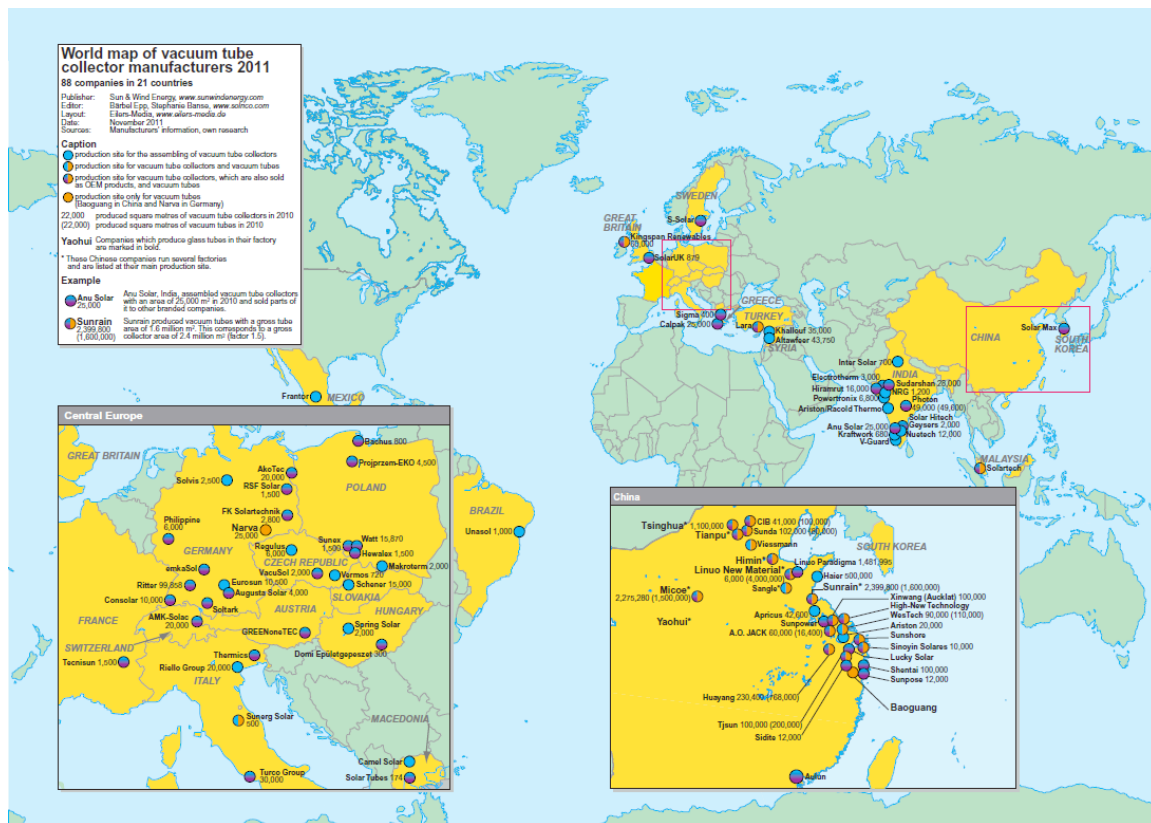 World map of vacuum tube
collector manufacturers 2011
88 companies in 21 countries
Publisher: Sun & Wind Energy, www.sunwindenergy.com
Editor: Bärbel Epp, Stephanie Banse, www.solrico.com
Layout: Eilers-Media, www.eilers-media.de
Date: November 2011
Sources: Manufacturers' information, own research
Caption
production site for the assembling of vacuum tube collectors
production site for vacuum tube collectors and vacuum tubes
production site for vacuum tube collectors, which are also sold
as OEM products, and vacuum tubes
production site only for vacuum tubes
(Baoguang in China and Narva in Germany)
22,000 produced square metres of vacuum tube collectors in 2010
(22,000) produced square metres of vacuum tubes in 2010
Yaohui Companies which produce glass tubes in their factory
are marked in bold.
* These Chinese companies run several factories
and are listed at their main production site.
Example
Anu Solar
25,000
Anu Solar, India, assembled vacuum tube collectors
with an area of 25,000 m² in 2010 and sold parts of
it to other branded companies.
Sunrain
2,399,800
(1,600,000)
Sunrain produced vacuum tubes with a gross tube
area of 1.6 million m². This corresponds to a gross
collector area of 2.4 million m² (factor 1.5).
SWEDEN
S-Solar
GREAT
BRITAIN
Kingspan Renewables
SolarUK 879
GREECE
Sigma 400
Calpak 25,000
TURKEY
Lara
Khallouf 35,000
Altawfeer 43,750
SYRIA
CHINA
Solar Max
SOUTH
KOREA
Inter Solar 700
INDIA
Electrotherm 3,000
Sudarshan 28,000
Hiramrut 16,000
NRG 1,200
Powertronix 6,800
Photon
49,000 (49,000)
Ariston/Racold Thermo
Solar Hitech
Geysers 2,000
Anu Solar 25,000
Kraftwork 680
Nuetech 12,000
V-Guard
MALAYSIA
Solartech
Frantor
MEXICO
BRAZIL
Unasol 1,000
Central Europe
GREAT BRITAIN
Bachus 800
Projprzem-EKO 4,500
POLAND
AkoTec
20,000
Solvis 2,500
RSF Solar
1,500
FK Solartechnik
2,800
Philippine
6,000
Narva
25,000
GERMANY
Regulus
6,000
Sunex
1,500
Watt 15,870
Hewalex 1,500
CZECH REPUBLIC
Makroterm 2,000
emkaSol
VacuSol 2,000
Vermos 720
Ritter 99,858
Eurosun 10,500
Schener 15,000
Augusta Solar 4,000
SLOVAKIA
Consolar 10,000
Soltark
AUSTRIA
HUNGARY
FRANCE
AMK-Solac
20,000
Spring Solar
2,000
GREENoneTEC
SWITZERLAND
Domi Epületgepeszet 300
Thermics
Tecnisun 1,500
Riello Group 20,000
ITALY
Sunerg Solar
500
MACEDONIA
Camel Solar
Turco Group
30,000
Solar Tubes 174
China
Tsinghua* 1,100,000
CIB 41,000 (100,000)
Tianpu*
Sunda 102,000 (80,000)
Viessmann
SOUTH KOREA
Himin*
Linuo Paradigma 1,481,995
Linuo New Material*
6,000 (4,000,000)
Haier 500,000
Sangle*
Sunrain* 2,399,800 (1,600,000)
Micoe*
2,275,280 (1,500,000)
Xinwang (Aucklat) 100,000
High-New Technology
Apricus 42,600
WesTech 90,000 (110,000)
Yaohui*
Sunpower
Ariston 20,000
A.O. JACK 60,000 (16,400)
Sunshore
Sinoyin Solares 10,000
Lucky Solar
Shentai 100,000
Sunpose 12,000
Huayang 230,400 (768,000)
Baoguang
Tjsun 100,000 (200,000)
Sidite 12,000
Aulun